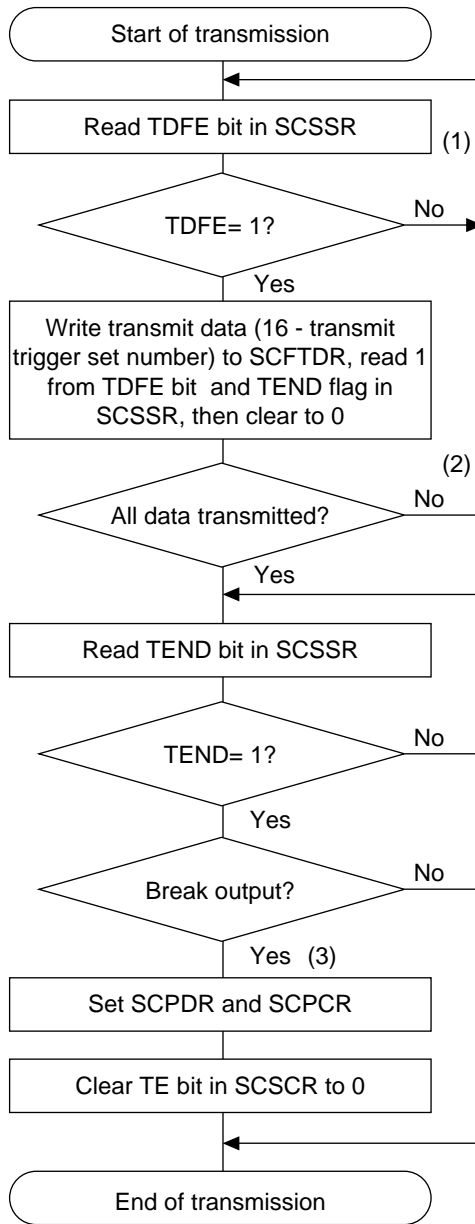 Start of transmission
Read TDFE bit in SCSSR
(1)
TDFE= 1?
No
Yes
Write transmit data (16 - transmit
trigger set number) to SCFTDR, read 1
from TDFE bit and TEND flag in
SCSSR, then clear to 0
(2)
All data transmitted?
No
Yes
Read TEND bit in SCSSR
TEND= 1?
No
Yes
Break output?
No
Yes (3)
Set SCPDR and SCPCR
Clear TE bit in SCSCR to 0
End of transmission